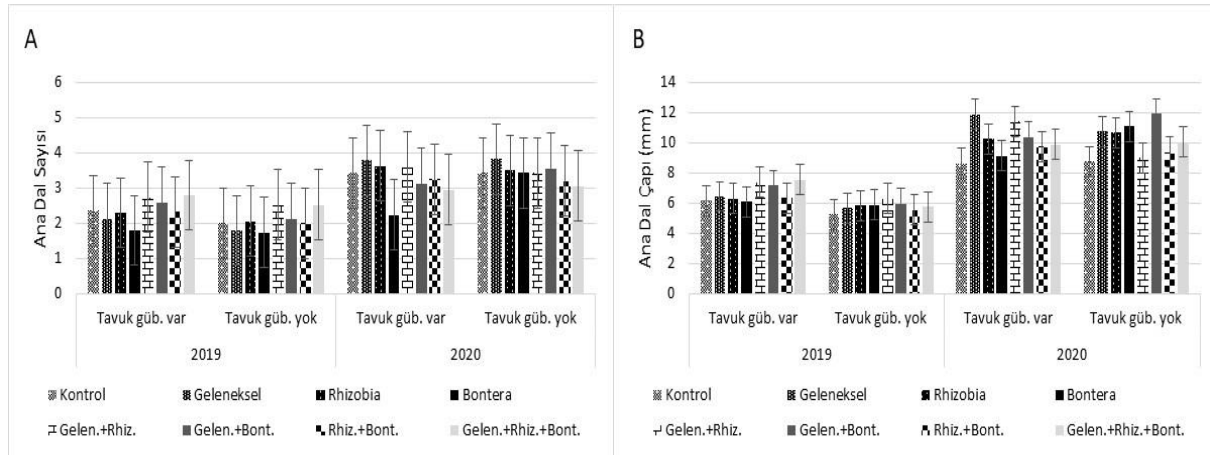 A
Ana Dal Sayısı
6
5
4
3
2
1
0
Tavuk güb. var
Tavuk güb. yok
Tavuk güb. var
Tavuk güb. yok
2019
2020
Kontrol
Geleneksel
Rhizobia
Bontera
Gelen.+Rhiz.
Gelen.+Bont.
Rhiz.+Bont.
Gelen.+Rhiz.+Bont.
B
Ana Dal Çapı (mm)
14
12
10
8
6
4
2
0
Tavuk güb. var
Tavuk güb. yok
Tavuk güb. var
Tavuk güb. yok
2019
2020
Kontrol
Geleneksel
Rhizobia
Bontera
Gelen.+Rhiz.
Gelen.+Bont.
Rhiz.+Bont.
Gelen.+Rhiz.+Bont.